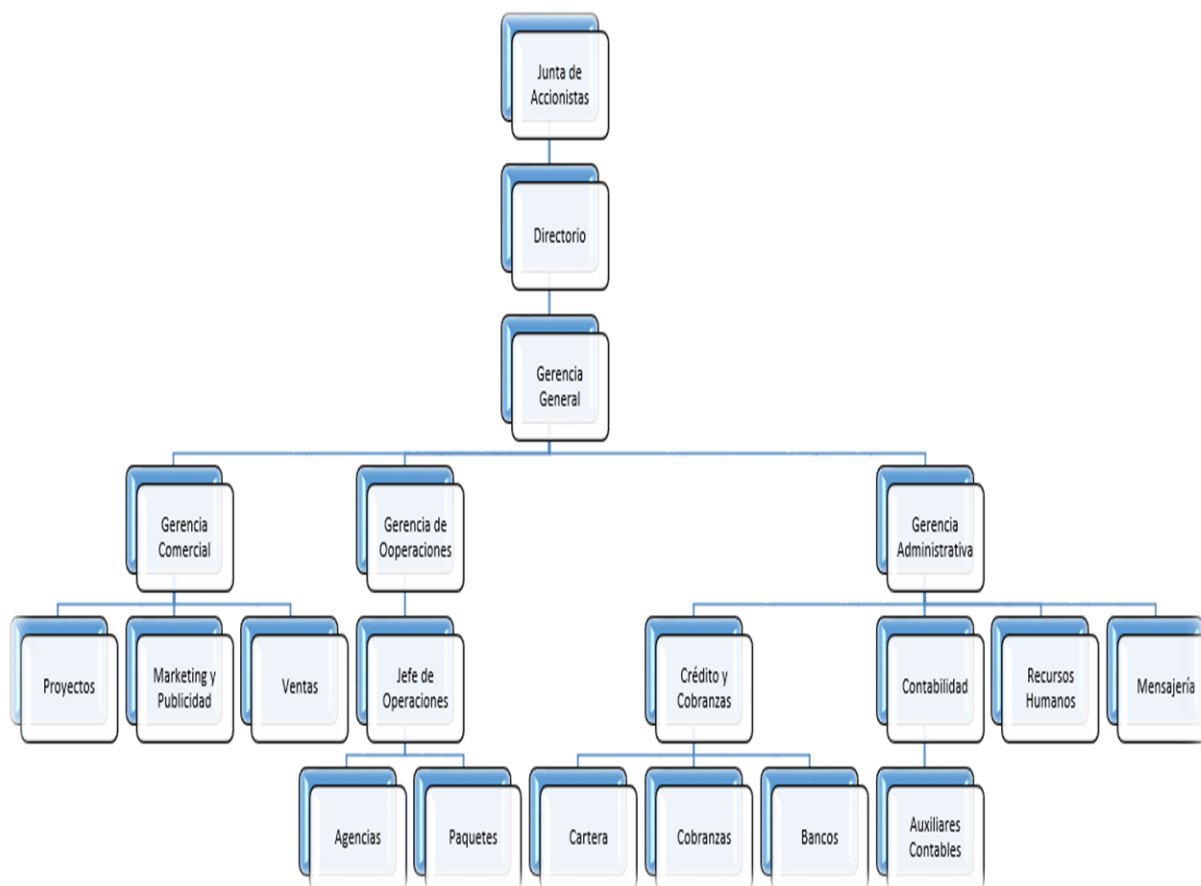 Junta de
Accionistas
Directorio
Gerencia
General
Gerencia
Comercial
Gerencia de
Ooperaciones
Gerencia
Administrativa
Proyectos
Marketing y
Publicidad
Ventas
Jefe de
Operaciones
Crédito y
Cobranzas
Contabilidad
Recursos
Humanos
Mensajería
Agencias
Paquetes
Cartera
Cobranzas
Bancos
Auxiliares
Contables